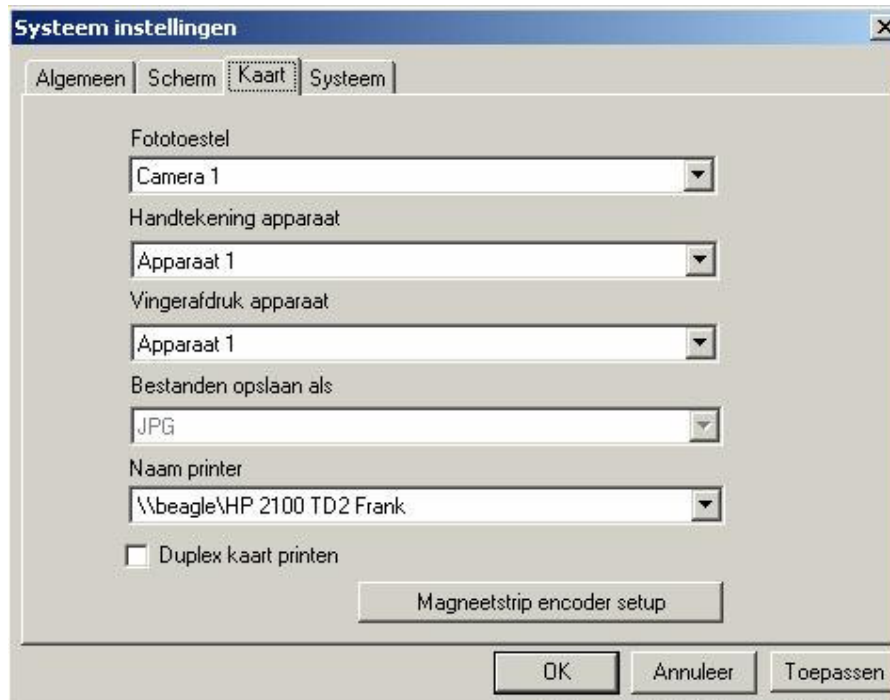 Systeem instellingen
Algemeen Scherm Kaart Systeem
Fototoestel
Camera 1
Handtekening apparaat
Apparaat 1
Vingerafdruk apparaat
Apparaat 1
Bestanden opslaan als
JPG
Naam printer
\\beagle\HP 2100 TD2 Frank
Duplex kaart printen
Magneetstrip encoder setup
OK Annuleer Toepassen